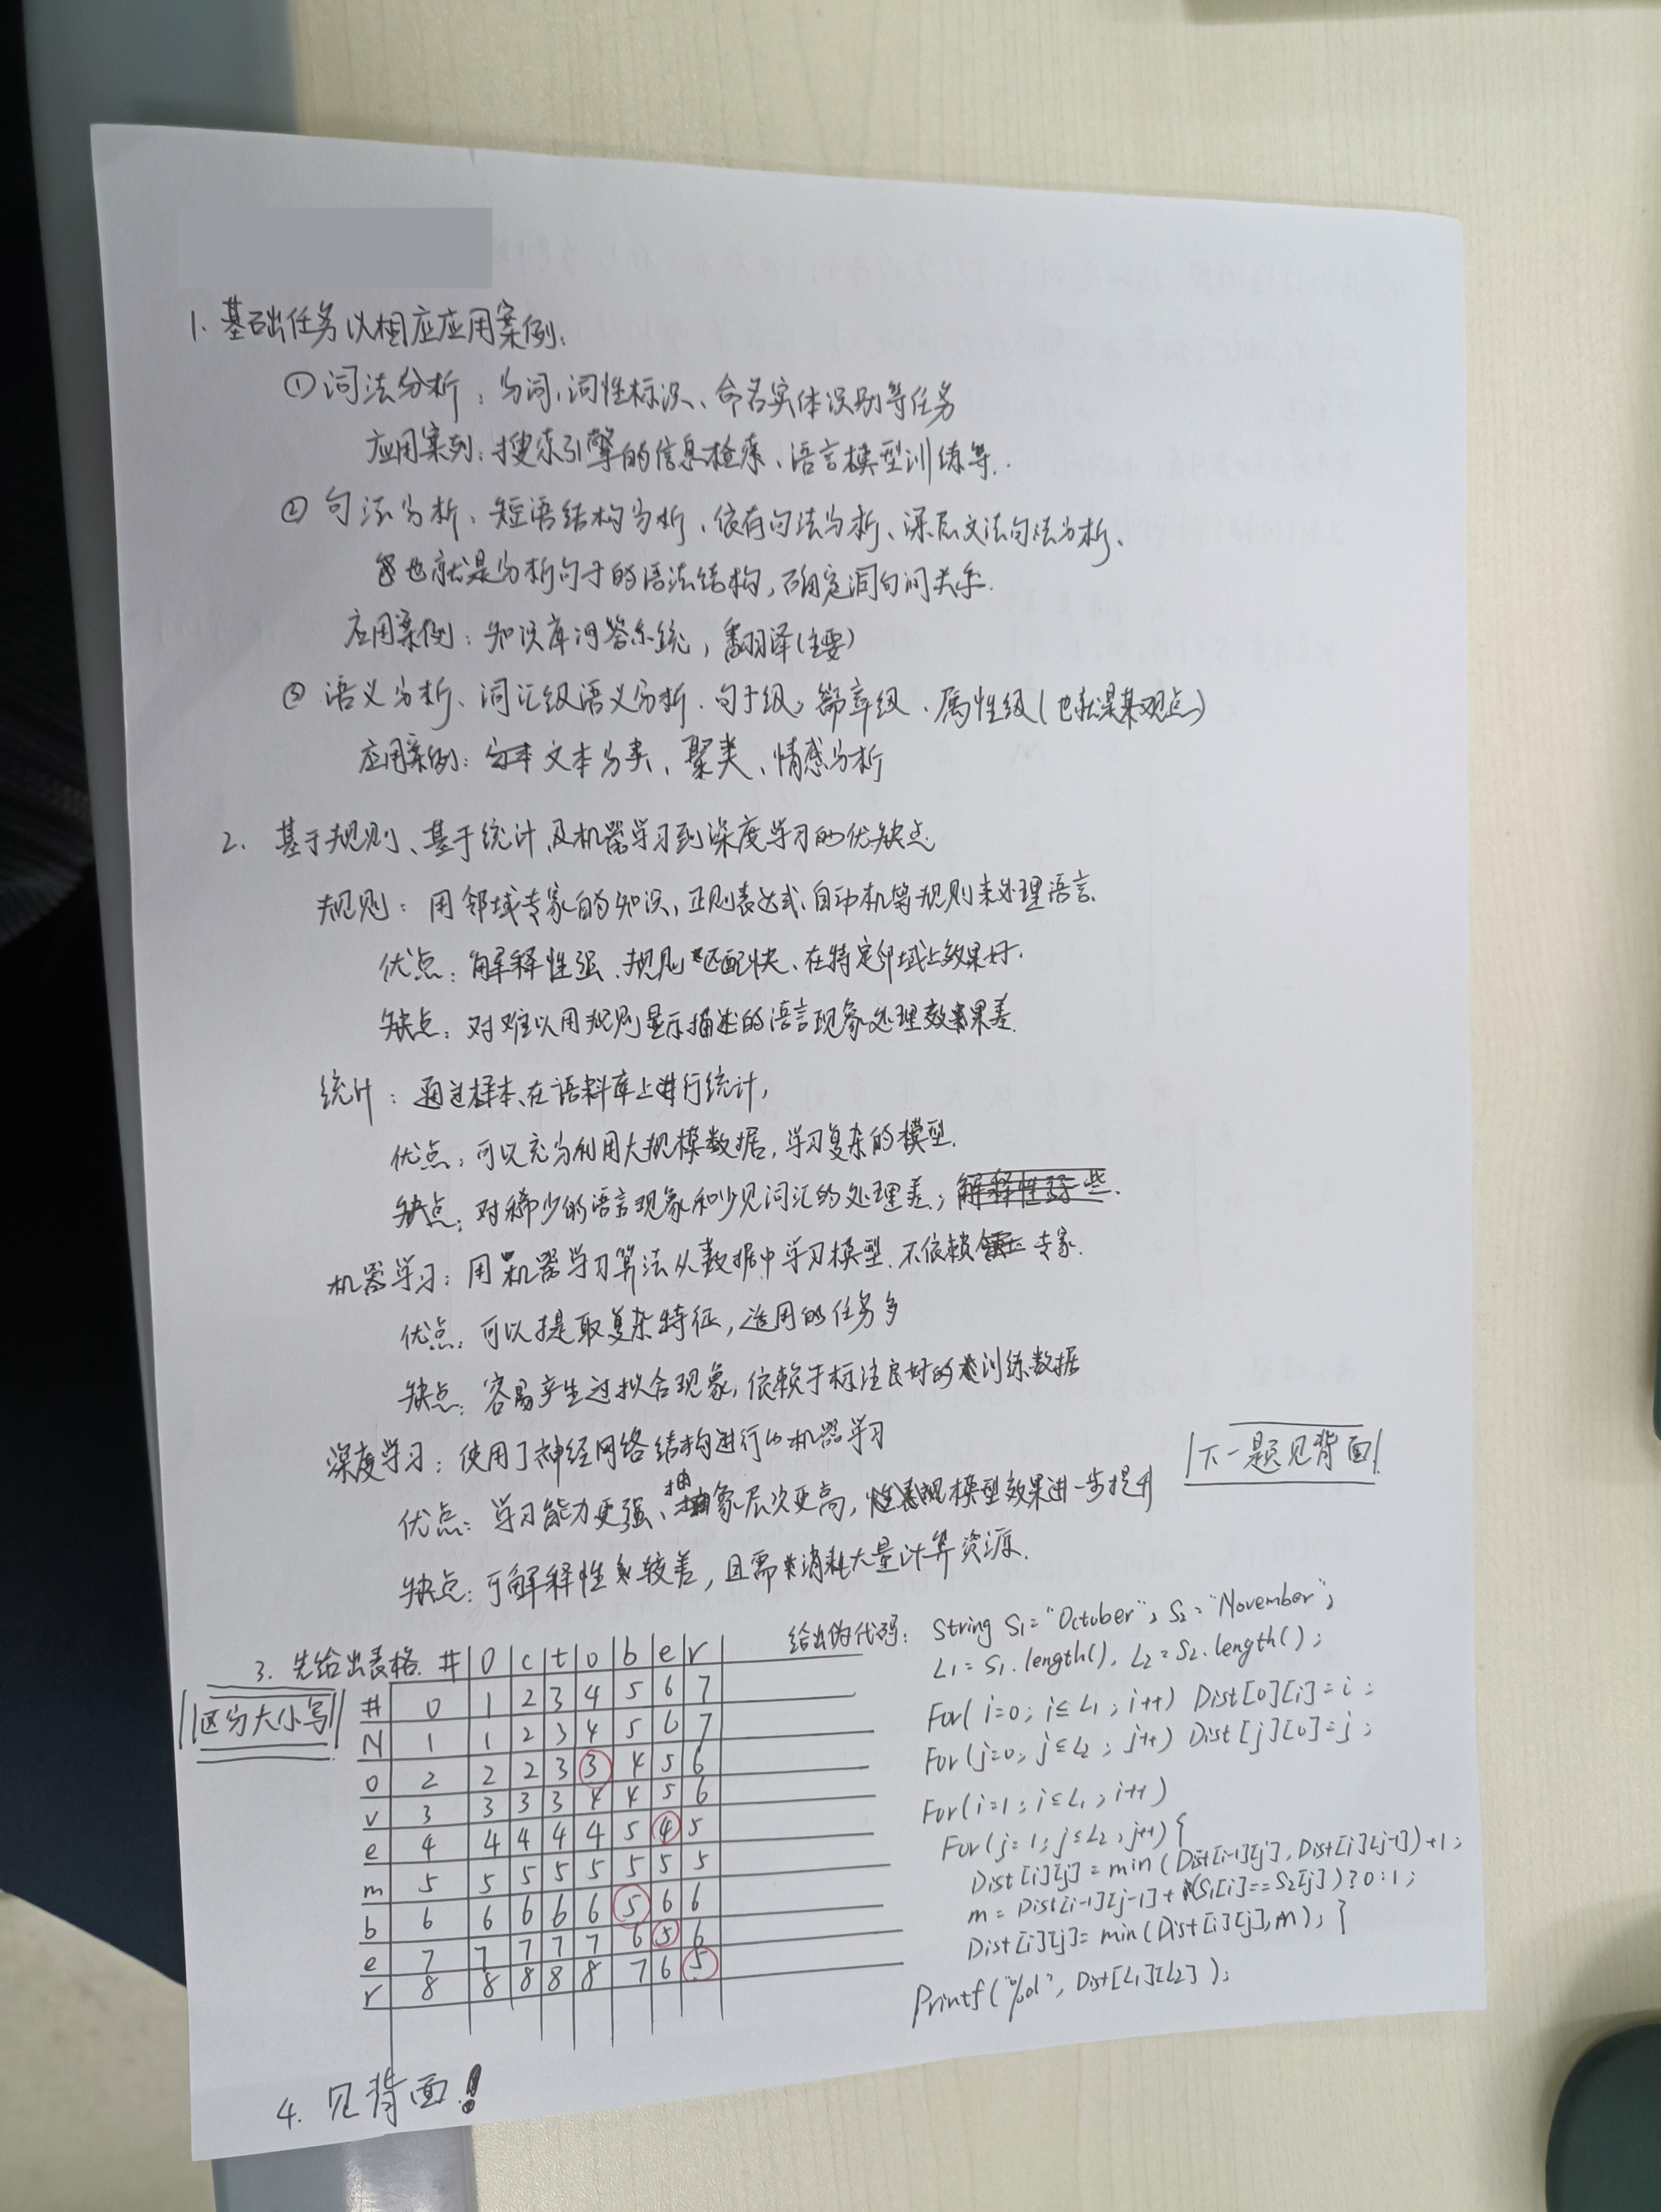 1. 基础任务以相应应用案例:
① 词法分析:分词、词性标识、命名实体识别等任务
应用案列:搜索引擎的信息检索、语言模型训练等.
② 句法分析、短语结构分析、依存句法分析、深层文法句法分析、
也就是分析句子的语法结构,确定词句间关系.
应用案例:知识库问答系统,翻译(主要)
③ 语义分析、词汇级语义分析.句子级,篇章级、属性级(也就是某观点)
应用案例:文本分类、聚类、情感分析
2. 基于规则、基于统计及机器学习到深度学习的优缺点.
规则:用邻域专家的知识,正则表达式、自动机等规则来处理语言.
优点:解释性强、规则匹配快、在特定邻域上效果好.
缺点:对难以用规则显示描述的语言现象处理效果差.
统计:通过样本、在语料库上进行统计,
优点:可以充分利用大规模数据,学习复杂的模型.
缺点:对稀少的语言现象和少见词汇的处理差;解释性弱一些.
机器学习:用机器学习算法从数据中学习模型.不依赖专家.
优点:可以提取复杂特征,适用的任务多
缺点:容易产生过拟合现象,依赖于标注良好的训练数据
深度学习:使用了神经网络结构进行的机器学习
下一题见背面
优点:学习能力更强、抽象层次更高,模型效果进一步提升
缺点:可解释性较差,且需消耗大量计算资源.
3. 先给出表格. # O c t o b e r
区分大小写
# 0 1 2 3 4 5 6 7
N 1 1 2 3 4 5 6 7
o 2 2 2 3 3 4 5 6
v 3 3 3 3 4 4 5 6
e 4 4 4 4 4 5 4 5
m 5 5 5 5 5 5 5 5
b 6 6 6 6 6 5 6 6
e 7 7 7 7 7 6 5 6
r 8 8 8 8 8 7 6 5
给出伪代码: String S1="October", S2="November";
L1=S1.length(), L2=S2.length();
For(i=0; i≤L1; i++) Dist[0][i]=i;
For(j=0; j≤L2; j++) Dist[j][0]=j;
For(i=1; i≤L1; i++)
For(j=1; j≤L2; j++){
Dist[i][j]=min(Dist[i-1][j], Dist[i][j-1])+1;
m=Dist[i-1][j-1]+(S1[i]==S2[j])?0:1;
Dist[i][j]=min(Dist[i][j],m);}
Printf("%d", Dist[L1][L2]);
4. 见背面!